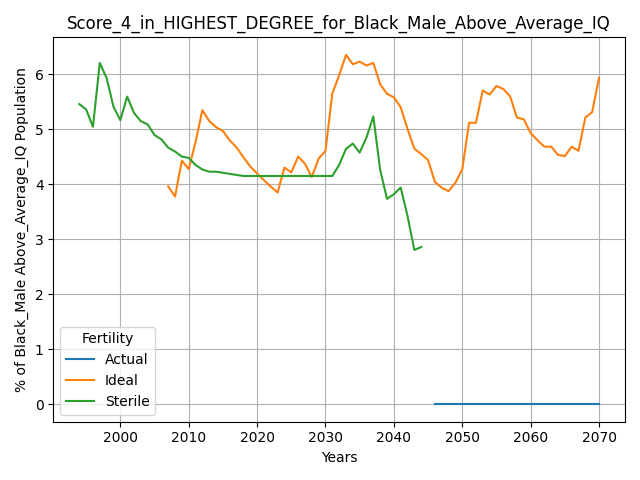 Score_4_in_HIGHEST_DEGREE_for_Black_Male_Above_Average_IQ
% of Black_Male Above_Average_IQ Population
6
5
4
3
2
1
0
Fertility
Actual
Ideal
Sterile
2000 2010 2020 2030 2040 2050 2060 2070
Years